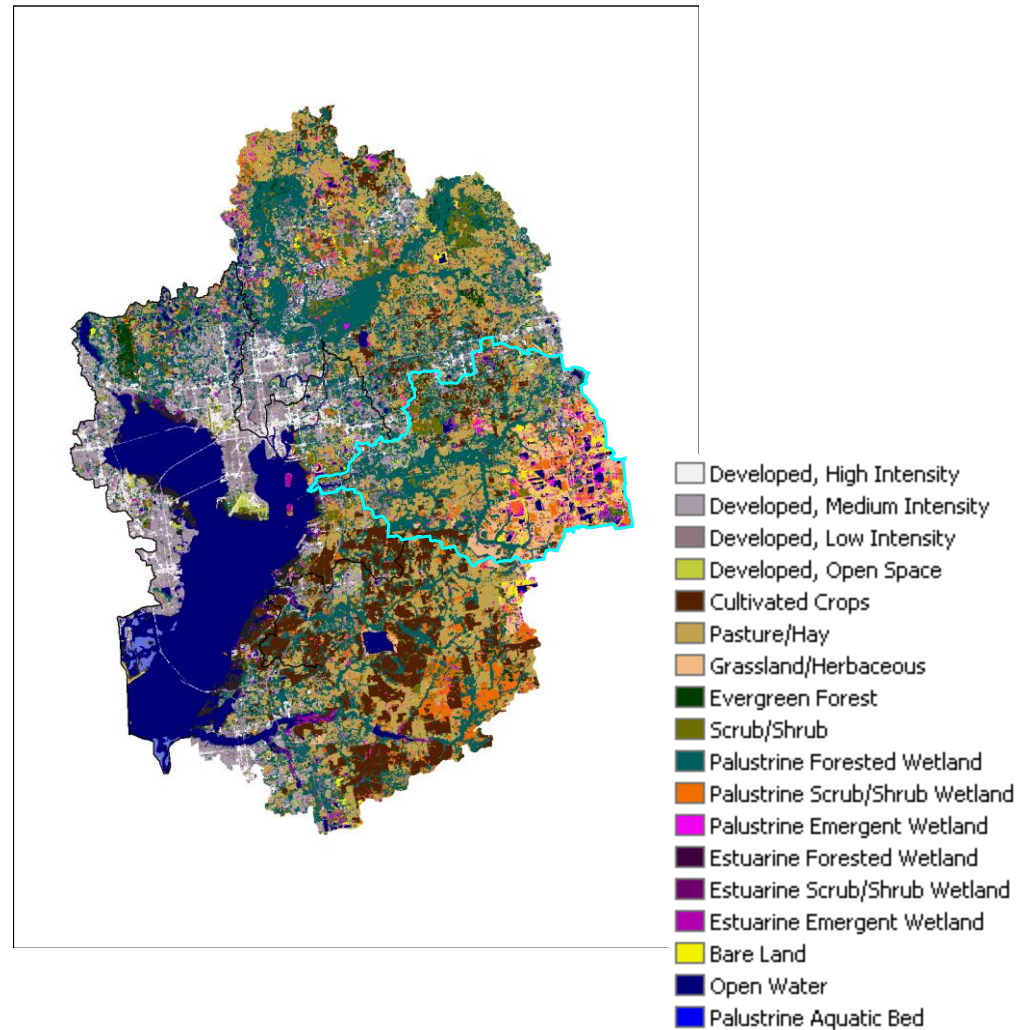 Developed, High Intensity
Developed, Medium Intensity
Developed, Low Intensity
Developed, Open Space
Cultivated Crops
Pasture/Hay
Grassland/Herbaceous
Evergreen Forest
Scrub/Shrub
Palustrine Forested Wetland
Palustrine Scrub/Shrub Wetland
Palustrine Emergent Wetland
Estuarine Forested Wetland
Estuarine Scrub/Shrub Wetland
Estuarine Emergent Wetland
Bare Land
Open Water
Palustrine Aquatic Bed